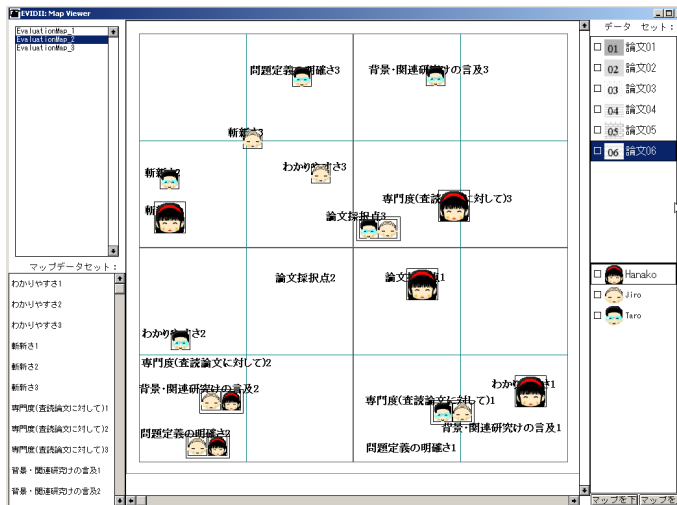 EVIDII: Map Viewer
EvaluationMap_1
EvaluationMap_2
EvaluationMap_3
マップデータセット:
わかりやすさ1
わかりやすさ2
わかりやすさ3
斬新さ1
斬新さ2
斬新さ3
専門度(査読論文に対して)1
専門度(査読論文に対して)2
専門度(査読論文に対して)3
背景・関連研究けの言及1
背景・関連研究けの言及2
問題定義の明確さ3
背景・関連研究けの言及3
斬新さ3
わかりやすさ3
斬新さ2
専門度(査読論文に対して)3
斬新
論文採択点3
論文採択点2
論文採択点1
わかりやすさ2
専門度(査読論文に対して)2
背景・関連研究けの言及2
わかりやすさ1
専門度(査読論文に対して)1
背景・関連研究けの言及1
問題定義の明確さ2
問題定義の明確さ1
データ セット:
01 論文01
02 論文02
03 論文03
04 論文04
05 論文05
06 論文06
Hanako
Jiro
Taro
マップを下
マップを